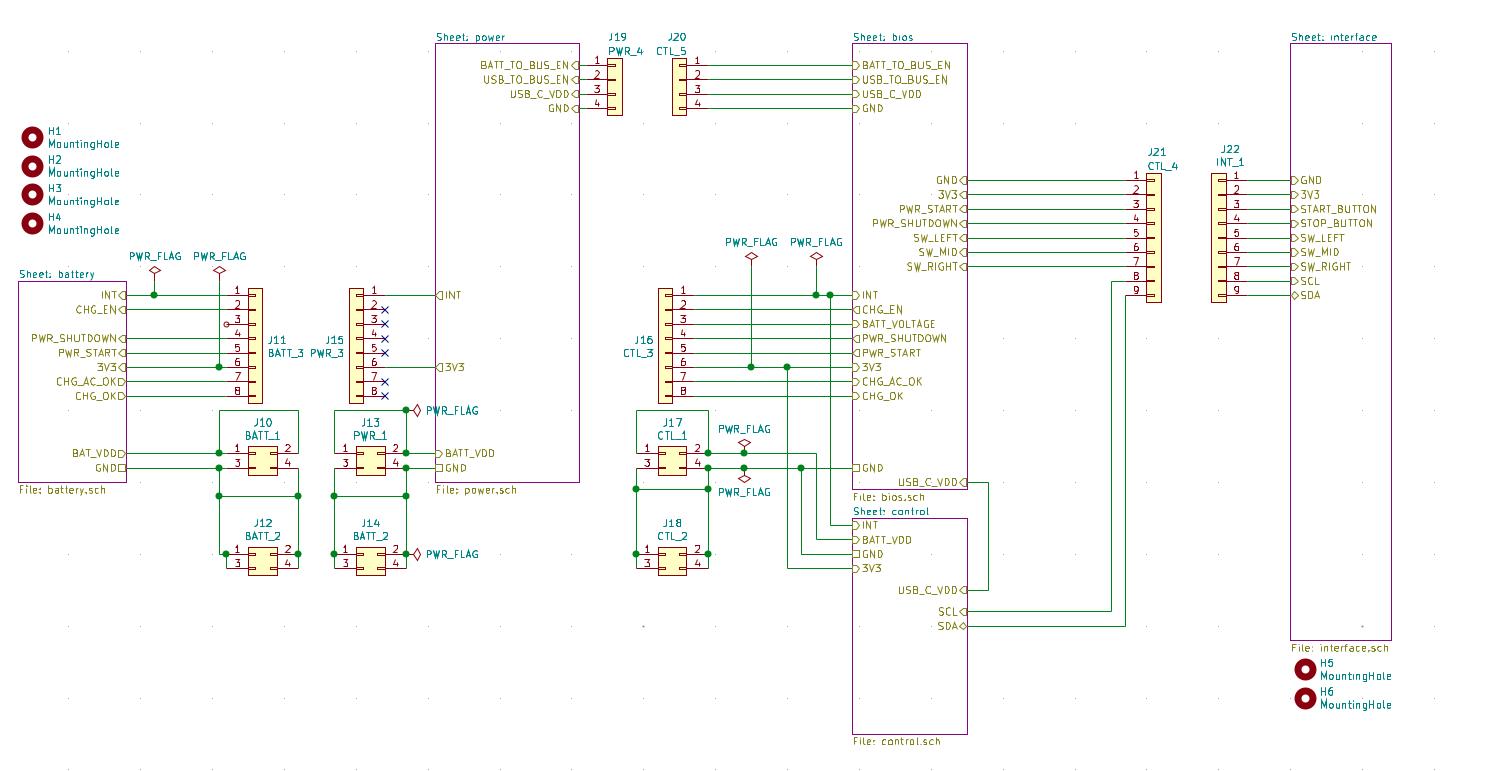 Sheet: power
J19
PWR_4
J20
CTL_5
Sheet: bios
Sheet: interface
BATT_TO_BUS_EN
USB_TO_BUS_EN
USB_C_VDD
GND
1
2
3
4
1
2
3
4
BATT_TO_BUS_EN
USB_TO_BUS_EN
USB_C_VDD
GND
H1
MountingHole
H2
MountingHole
H3
MountingHole
H4
MountingHole
GND
3V3
PWR_START
PWR_SHUTDOWN
SW_LEFT
SW_MID
SW_RIGHT
J21
CTL_4
1
2
3
4
5
6
7
8
9
J22
INT_1
1
2
3
4
5
6
7
8
9
GND
3V3
START_BUTTON
STOP_BUTTON
SW_LEFT
SW_MID
SW_RIGHT
SCL
SDA
PWR_FLAG
PWR_FLAG
Sheet: battery
INT
CHG_EN
PWR_SHUTDOWN
PWR_START
3V3
CHG_AC_OK
CHG_OK
BAT_VDD
GND
File: battery.sch
1
2
3
4
5
6
7
8
J11
BATT_3
J15
PWR_3
1
2
3
4
5
6
7
8
INT
3V3
PWR_FLAG
BATT_VDD
GND
File: power.sch
J10
BATT_1
1
2
3
4
J13
PWR_1
1
2
3
4
J12
BATT_2
1
2
3
4
J14
BATT_2
1
2
3
4
PWR_FLAG
PWR_FLAG
PWR_FLAG
J16
CTL_3
1
2
3
4
5
6
7
8
INT
CHG_EN
BATT_VOLTAGE
PWR_SHUTDOWN
PWR_START
3V3
CHG_AC_OK
CHG_OK
J17
CTL_1
1
2
3
4
PWR_FLAG
PWR_FLAG
GND
USB_C_VDD
File: bios.sch
J18
CTL_2
1
2
3
4
Sheet: control
INT
BATT_VDD
GND
3V3
USB_C_VDD
SCL
SDA
File: control.sch
File: interface.sch
H5
MountingHole
H6
MountingHole